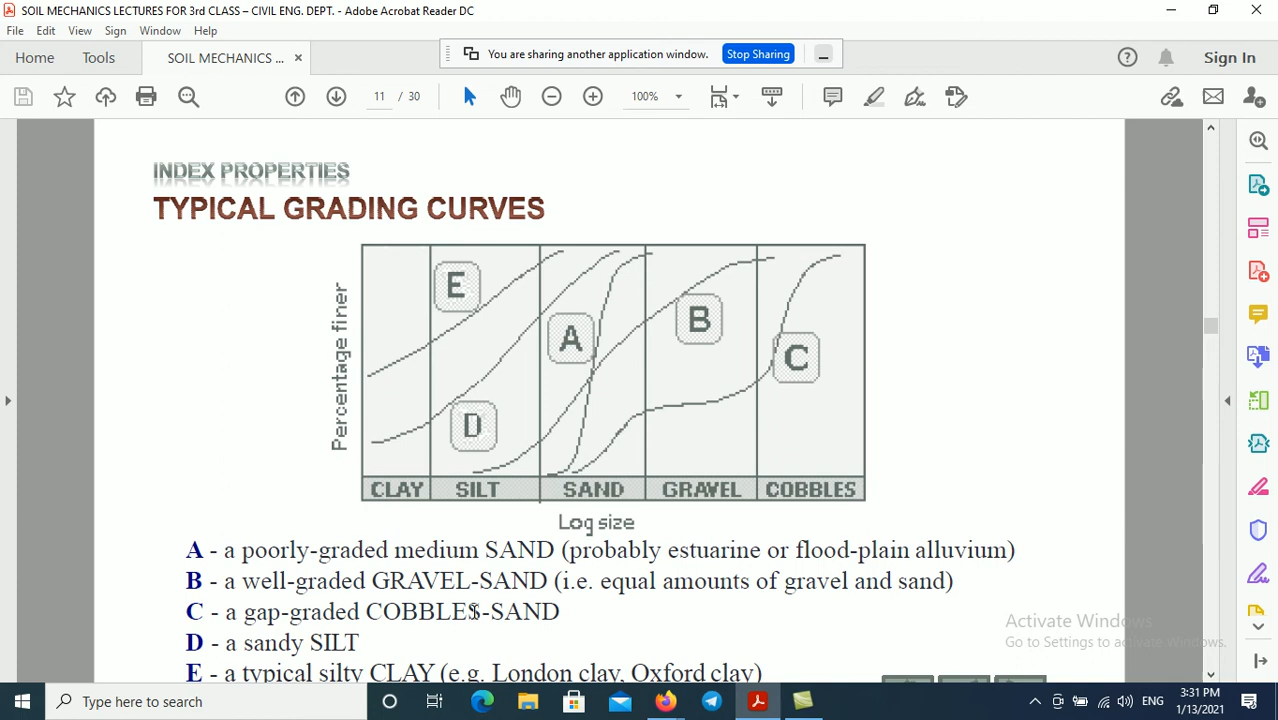 SOIL MECHANICS LECTURES FOR 3rd CLASS – CIVIL ENG. DEPT. - Adobe Acrobat Reader DC
File Edit View Sign Window Help
Home Tools SOIL MECHANICS ... ×
You are sharing another application window. Stop Sharing
Sign In
11 / 30 100%
INDEX PROPERTIES
TYPICAL GRADING CURVES
Percentage finer
E
A
B
C
D
CLAY SILT SAND GRAVEL COBBLES
Log size
A - a poorly-graded medium SAND (probably estuarine or flood-plain alluvium)
B - a well-graded GRAVEL-SAND (i.e. equal amounts of gravel and sand)
C - a gap-graded COBBLES-SAND
D - a sandy SILT
E - a typical silty CLAY (e.g. London clay, Oxford clay)
Activate Windows
Go to Settings to activate Windows.
Type here to search
ENG
3:31 PM
1/13/2021